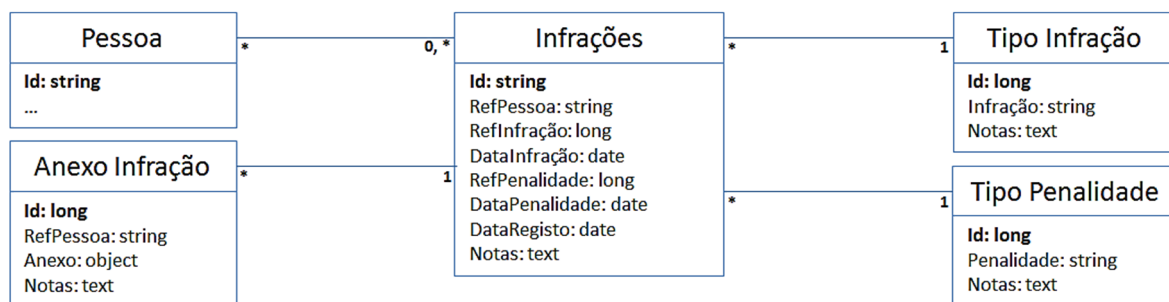 Pessoa
Id: string
...
* 0, *
Infrações
Id: string
RefPessoa: string
RefInfração: long
DataInfração: date
RefPenalidade: long
DataPenalidade: date
DataRegisto: date
Notas: text
* 1
Tipo Infração
Id: long
Infração: string
Notas: text
Anexo Infração
Id: long
RefPessoa: string
Anexo: object
Notas: text
* 1
* 1
Tipo Penalidade
Id: long
Penalidade: string
Notas: text